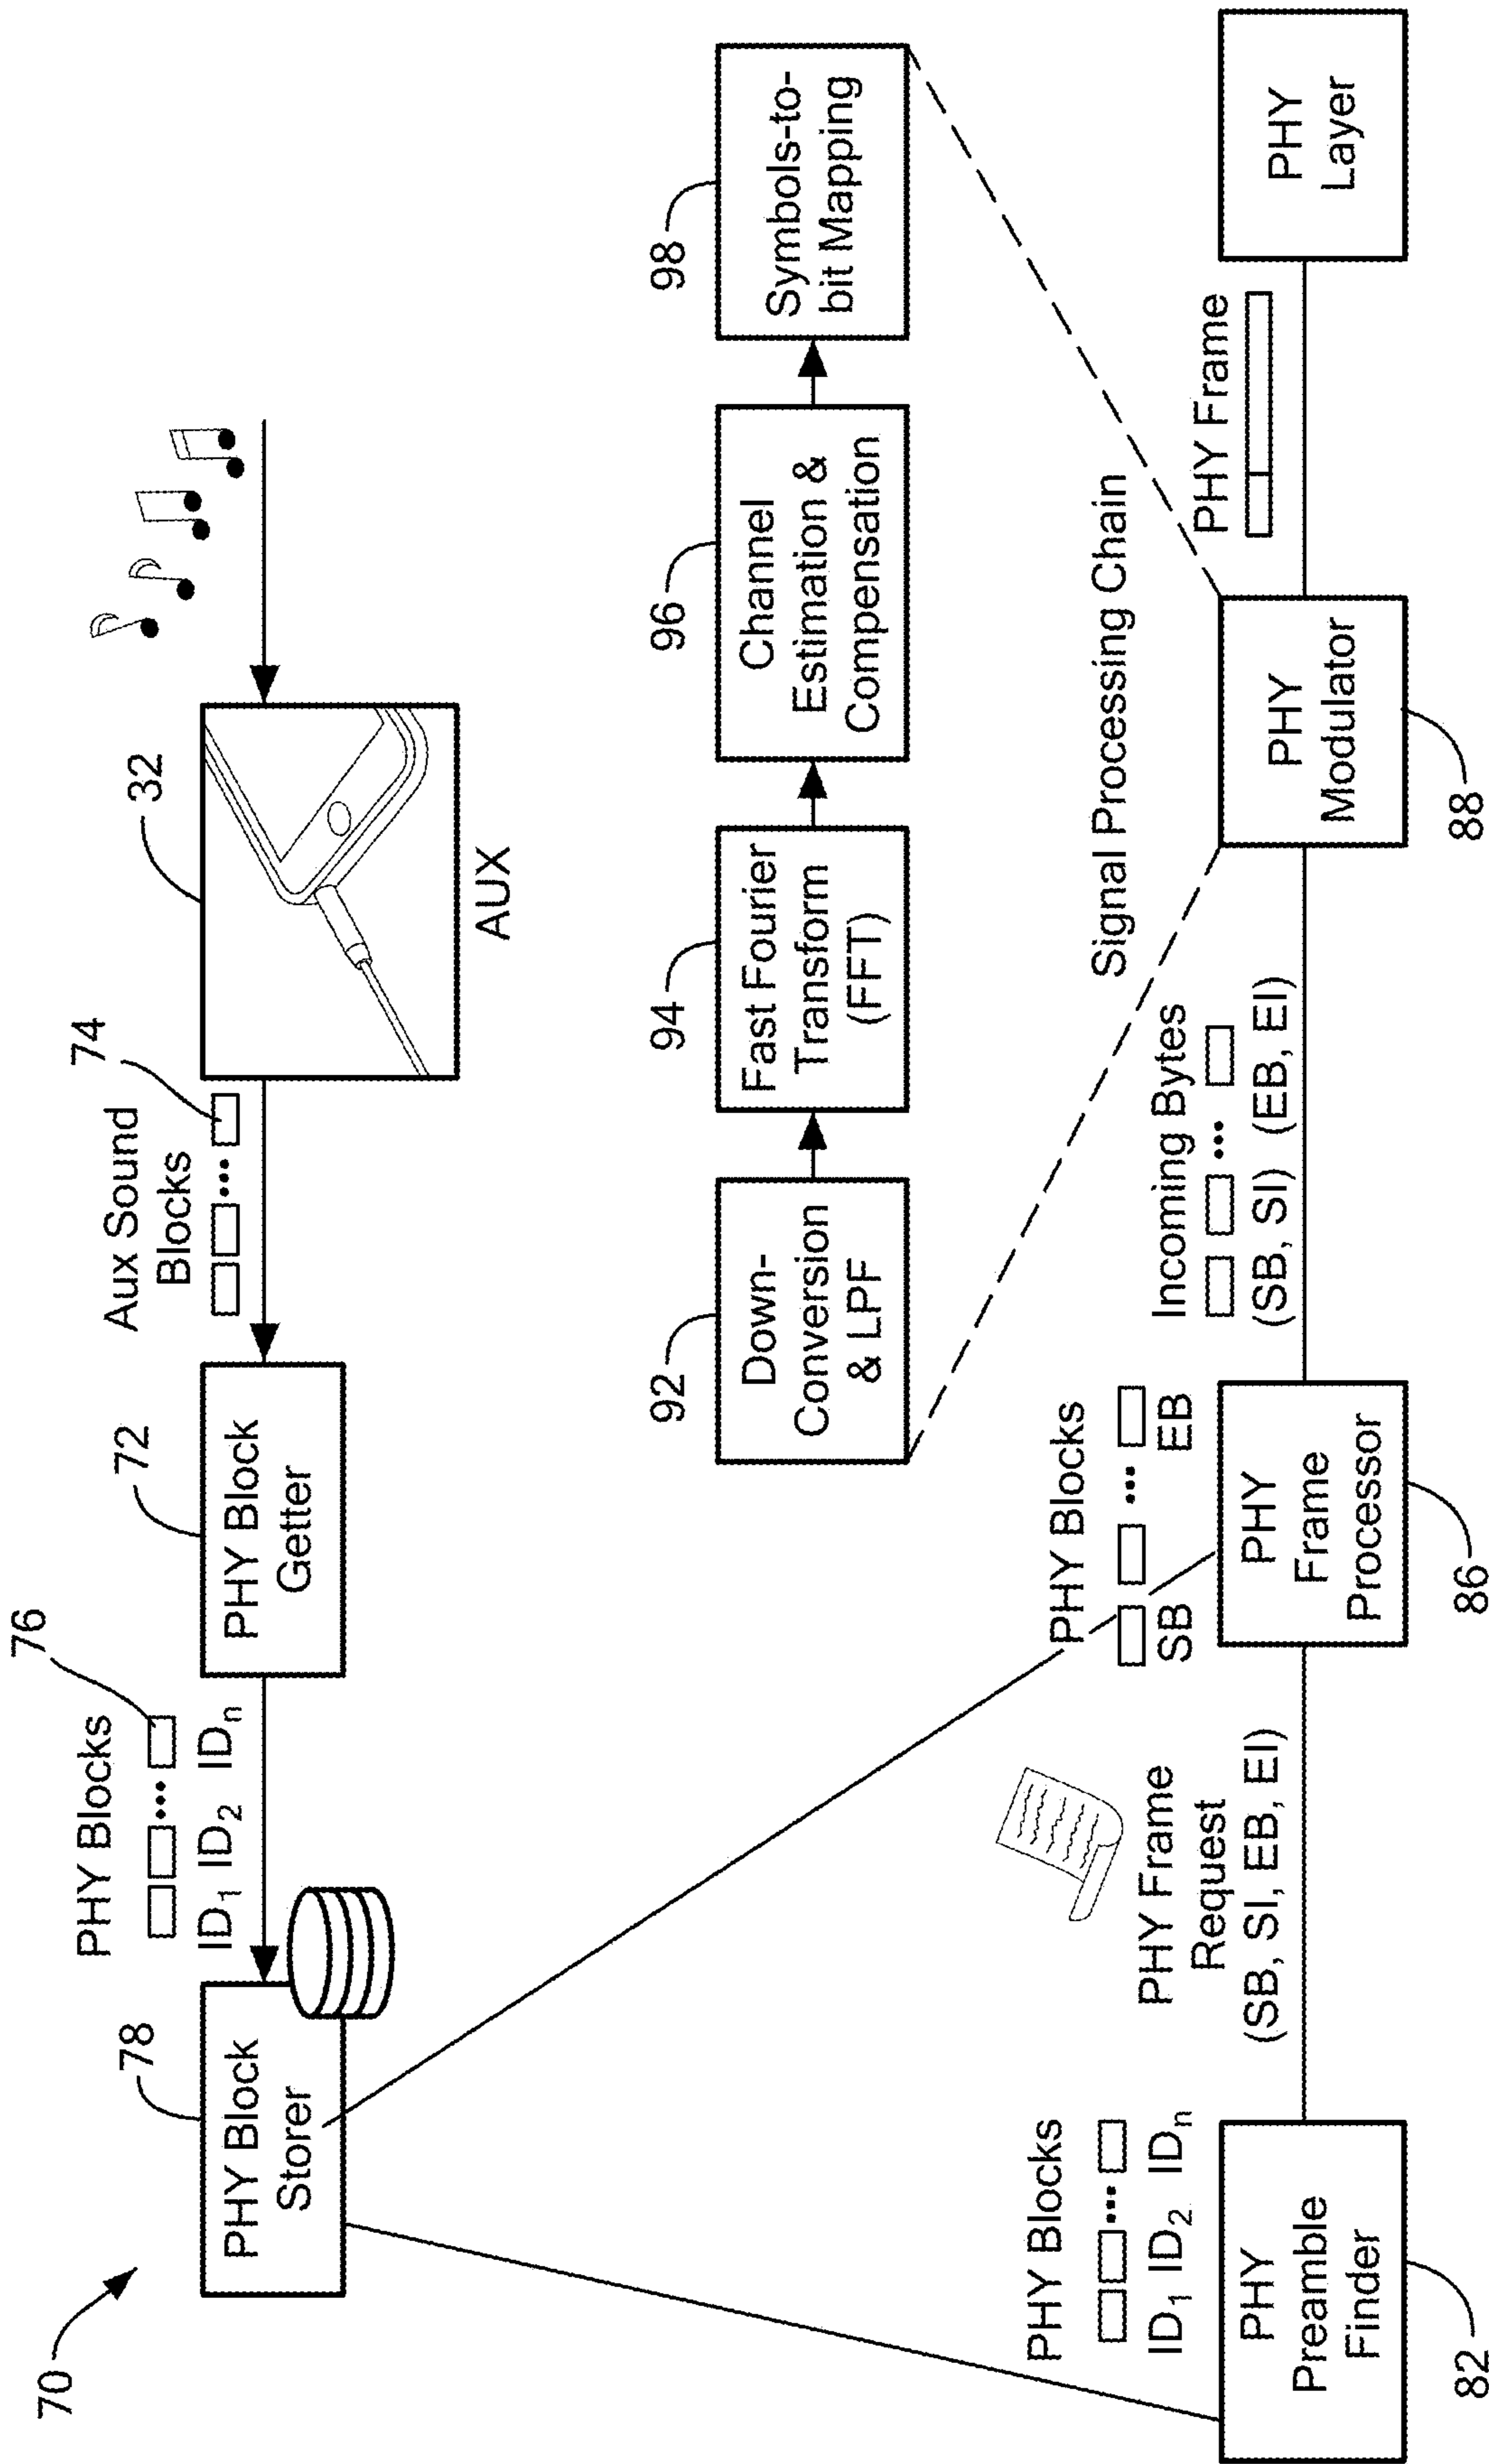 70
78
PHY Block
Storer
PHY Blocks
76
ID1 ID2 IDn
72
PHY Block
Getter
Aux Sound
Blocks
74
32
AUX
92
Down-
Conversion
& LPF
94
Fast Fourier
Transform
(FFT)
96
Channel
Estimation &
Compensation
98
Symbols-to-
bit Mapping
Signal Processing Chain
PHY Blocks
ID1 ID2 IDn
PHY
Preamble
Finder
82
PHY Frame
Request
(SB, SI, EB, EI)
PHY Blocks
SB EB
PHY
Frame
Processor
86
Incoming Bytes
(SB, SI) (EB, EI)
PHY
Modulator
88
PHY Frame
PHY
Layer